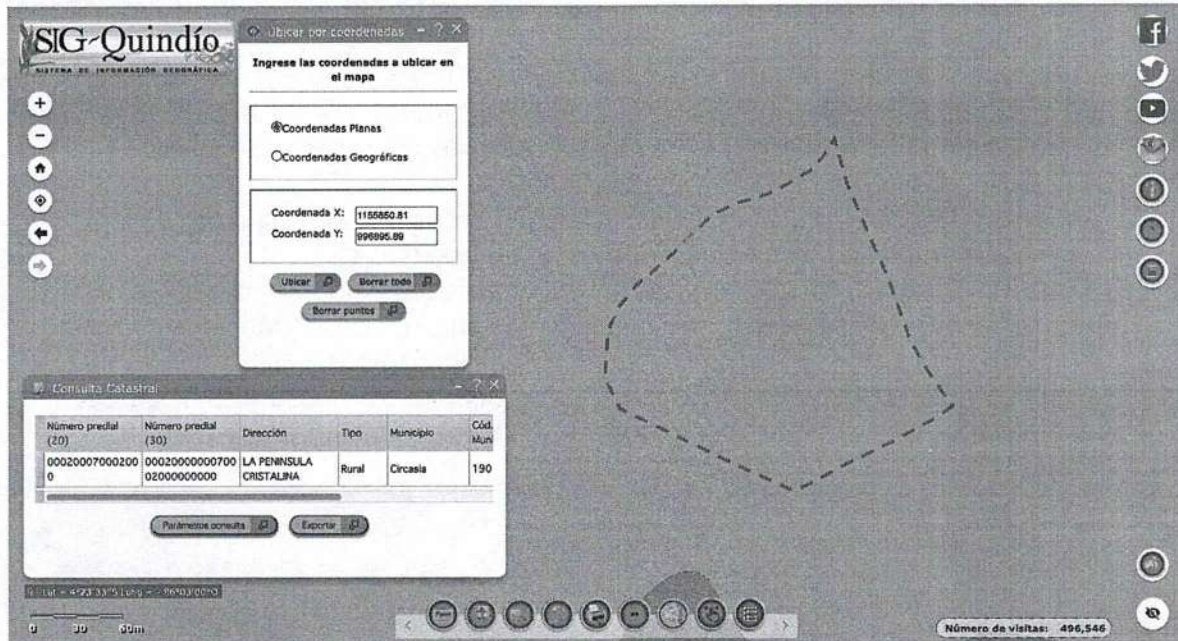 SIG-Quindío
SISTEMA DE INFORMACIÓN GEOGRÁFICA
Ubicar por coordenadas - ? ×
Ingrese las coordenadas a ubicar en
el mapa
Coordenadas Planas
Coordenadas Geográficas
Coordenada X: 1155850.81
Coordenada Y: 996895.89
Ubicar Borrar todo
Borrar puntos
Consulta Catastral - ? ×
Número predial
(20)
Número predial
(30)
Dirección
Tipo
Municipio
Cód.
Muni
00020007000200
0
00020000000700
02000000000
LA PENINSULA
CRISTALINA
Rural
Circasia
190
Parámetros consulta Exportar
0 30 60m
Número de visitas: 496,546